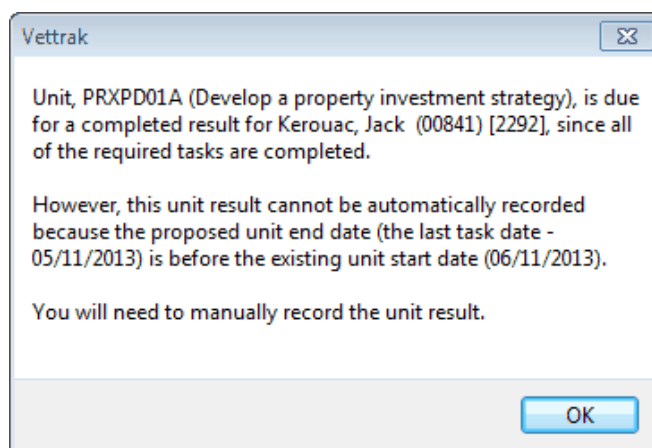 Vettrak
Unit, PRXPD01A (Develop a property investment strategy), is due
for a completed result for Kerouac, Jack  (00841) [2292], since all
of the required tasks are completed.
However, this unit result cannot be automatically recorded
because the proposed unit end date (the last task date -
05/11/2013) is before the existing unit start date (06/11/2013).
You will need to manually record the unit result.
OK